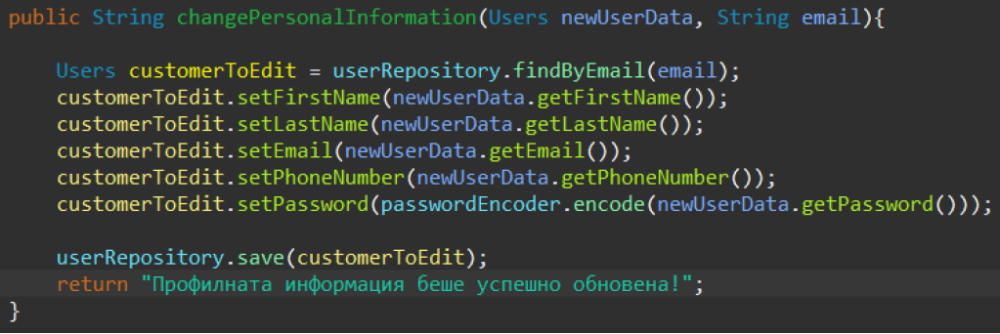 public String changePersonalInformation(Users newUserData, String email){
Users customerToEdit = userRepository.findByEmail(email);
customerToEdit.setFirstName(newUserData.getFirstName());
customerToEdit.setLastName(newUserData.getLastName());
customerToEdit.setEmail(newUserData.getEmail());
customerToEdit.setPhoneNumber(newUserData.getPhoneNumber());
customerToEdit.setPassword(passwordEncoder.encode(newUserData.getPassword()));
userRepository.save(customerToEdit);
return "Профилната информация беше успешно обновена!";
}